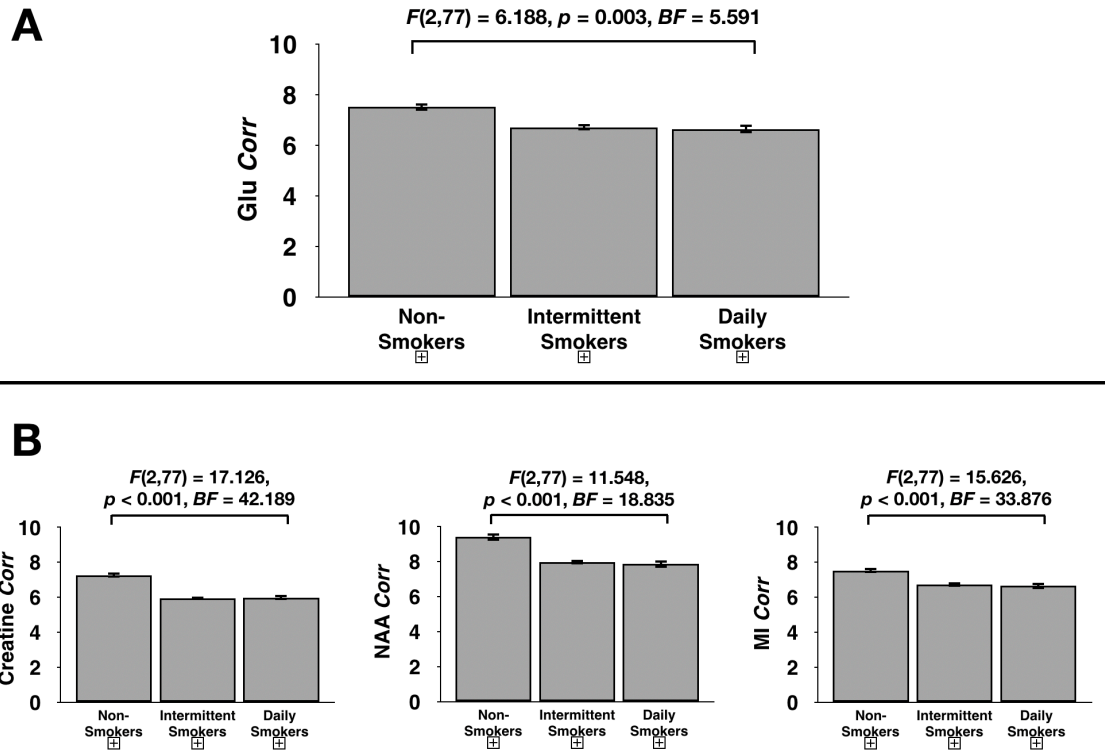 A
F(2,77) = 6.188, p = 0.003, BF = 5.591
10
8
6
4
2
0
Glu Corr
Non-
Smokers
Intermittent
Smokers
Daily
Smokers
B
F(2,77) = 17.126,
p < 0.001, BF = 42.189
10
8
6
4
2
0
Creatine Corr
Non-
Smokers
Intermittent
Smokers
Daily
Smokers
F(2,77) = 11.548,
p < 0.001, BF = 18.835
10
8
6
4
2
0
NAA Corr
Non-
Smokers
Intermittent
Smokers
Daily
Smokers
F(2,77) = 15.626,
p < 0.001, BF = 33.876
10
8
6
4
2
0
MI Corr
Non-
Smokers
Intermittent
Smokers
Daily
Smokers